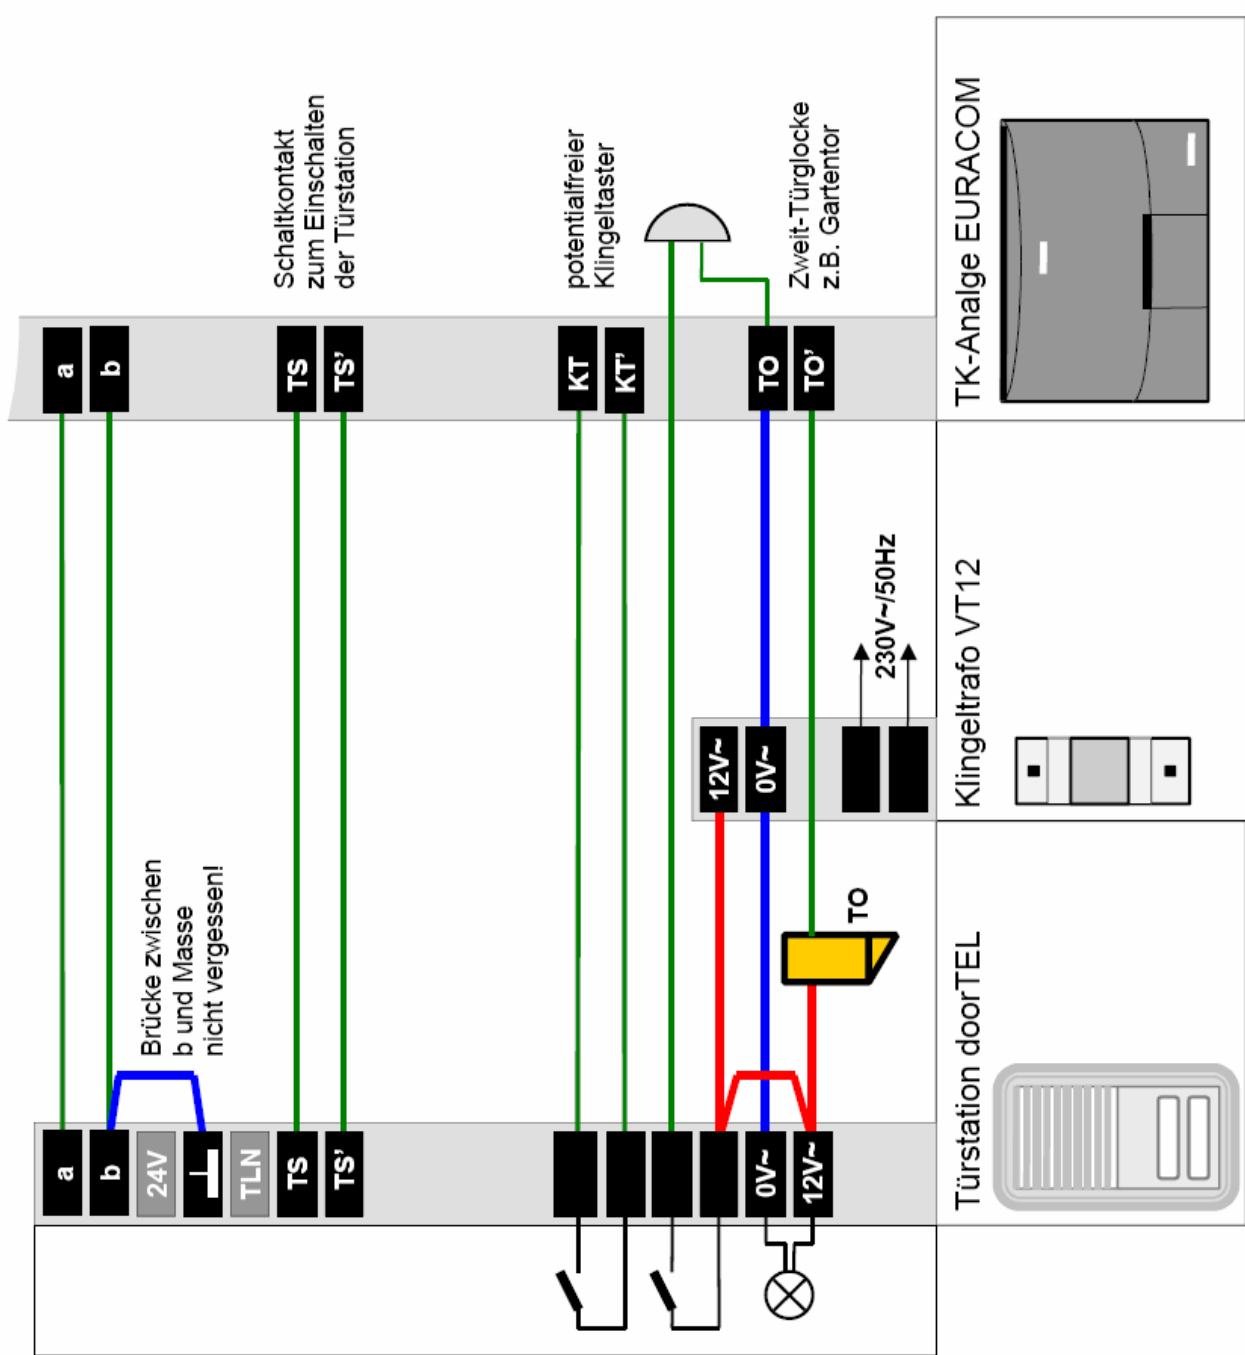 TK-Analge EURACOM
a
b
TS
TS'
KT
KT'
TO
TO'
Schaltkontakt
zum Einschalten
der Türstation
potentialfreier
Klingeltaster
Zweit-Türglocke
z.B. Gartentor
Klingeltrafo VT12
12V~
0V~
230V~/50Hz
Türstation doorTEL
Brücke zwischen
b und Masse
nicht vergessen!
TO
a
b
24V
TLN
TS
TS'
0V~
12V~